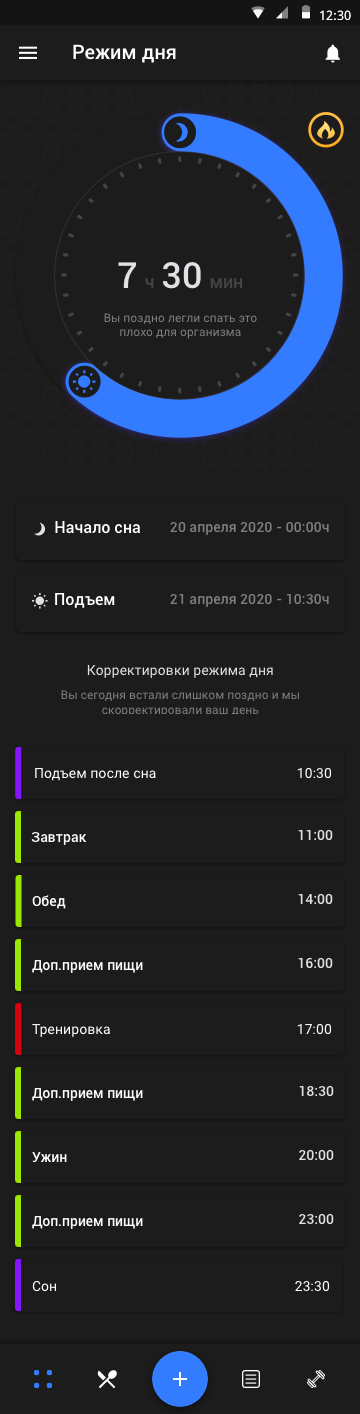 12:30
Режим дня
7 ч 30 мин
Вы поздно легли спать это
плохо для организма
Начало сна 20 апреля 2020 - 00:00ч
Подъем 21 апреля 2020 - 10:30ч
Корректировки режима дня
Вы сегодня встали слишком поздно и мы
скорректировали ваш день
Подъем после сна 10:30
Завтрак 11:00
Обед 14:00
Доп.прием пищи 16:00
Тренировка 17:00
Доп.прием пищи 18:30
Ужин 20:00
Доп.прием пищи 23:00
Сон 23:30